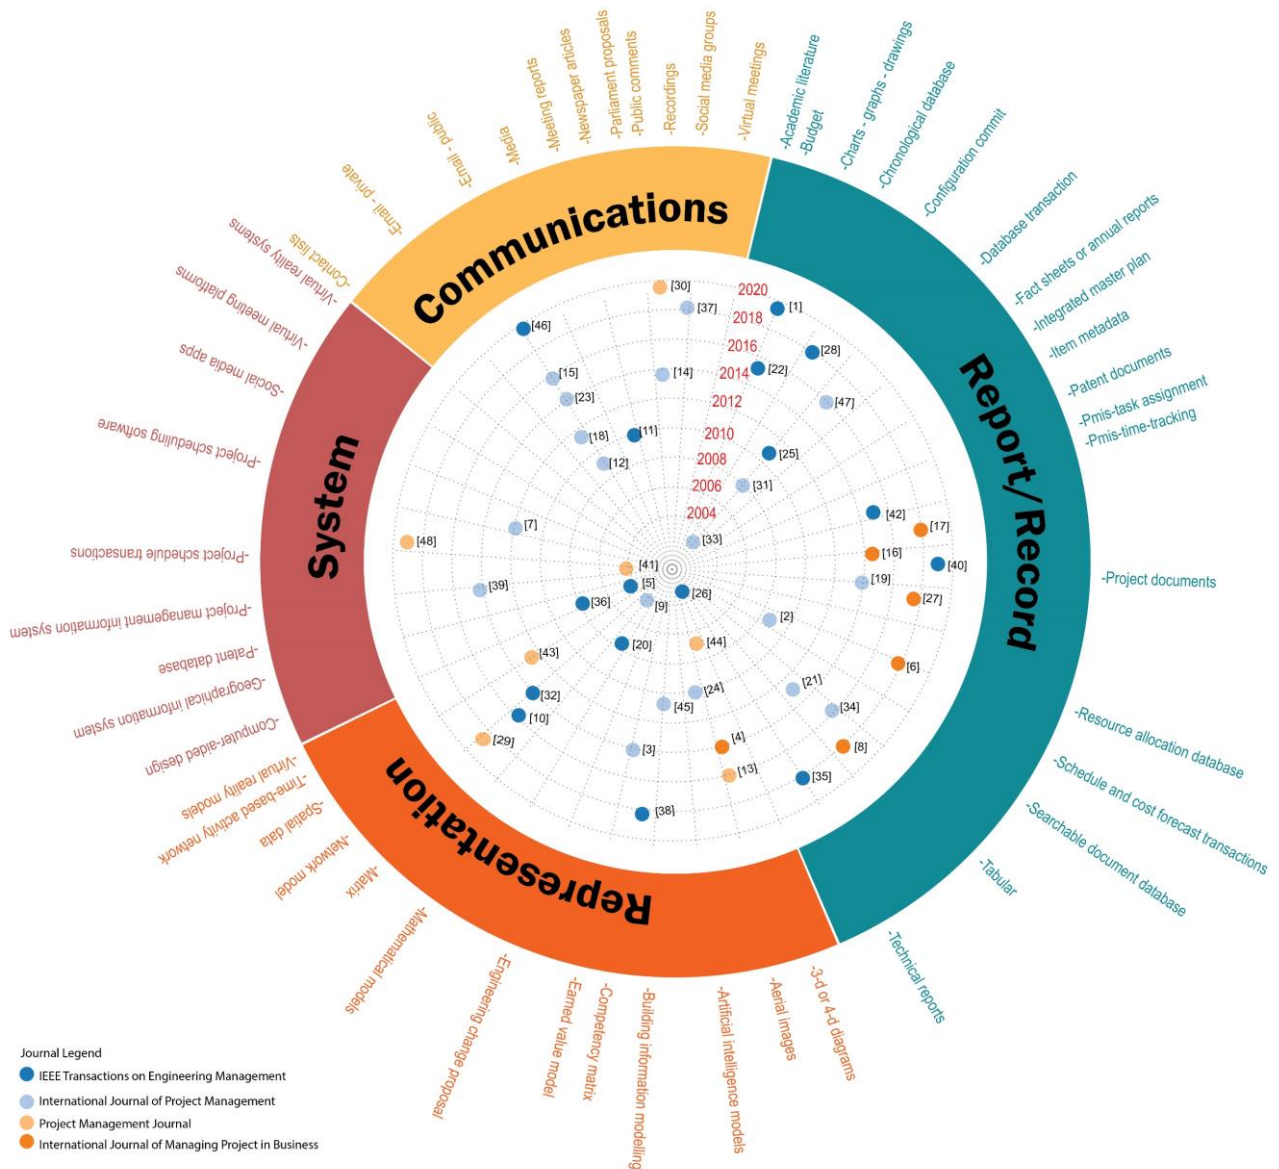 -Contact lists
-Email - private
-Email - public
-Media
-Meeting reports
-Newspaper articles
-Parliament proposals
-Public comments
-Recordings
-Social media groups
-Virtual meetings
-Academic literature
-Budget
-Charts - graphs - drawings
-Chronological database
-Configuration commit
-Database transaction
-Fact sheets or annual reports
-Integrated master plan
-Item metadata
-Patent documents
-Pmis-task assignment
-Pmis-time-tracking
-Project documents
-Resource allocation database
-Schedule and cost forecast transactions
-Searchable document database
-Tabular
-Technical reports
-3-d or 4-d diagrams
-Aerial images
-Artificial intelligence models
-Building information modelling
-Competency matrix
-Earned value model
-Engineering change proposal
-Mathematical models
-Matrix
-Network model
-Spatial data
-Time-based activity network
-Virtual reality models
-Computer-aided design
-Geographical information system
-Patent database
-Project management information system
-Project schedule transactions
-Project scheduling software
-Social media apps
-Virtual meeting platforms
-Virtual reality systems
Communications
Report/Record
Representation
System
2020
2018
2016
2014
2012
2010
2008
2006
2004
[30]
[37]
[1]
[46]
[28]
[22]
[14]
[15]
[23]
[47]
[18]
[11]
[25]
[12]
[31]
[7]
[42]
[17]
[48]
[33]
[16]
[41]
[40]
[5]
[19]
[39]
[26]
[27]
[36]
[9]
[2]
[20]
[44]
[43]
[6]
[32]
[24]
[21]
[45]
[34]
[10]
[29]
[3]
[4]
[8]
[13]
[35]
[38]
Journal Legend
IEEE Transactions on Engineering Management
International Journal of Project Management
Project Management Journal
International Journal of Managing Project in Business